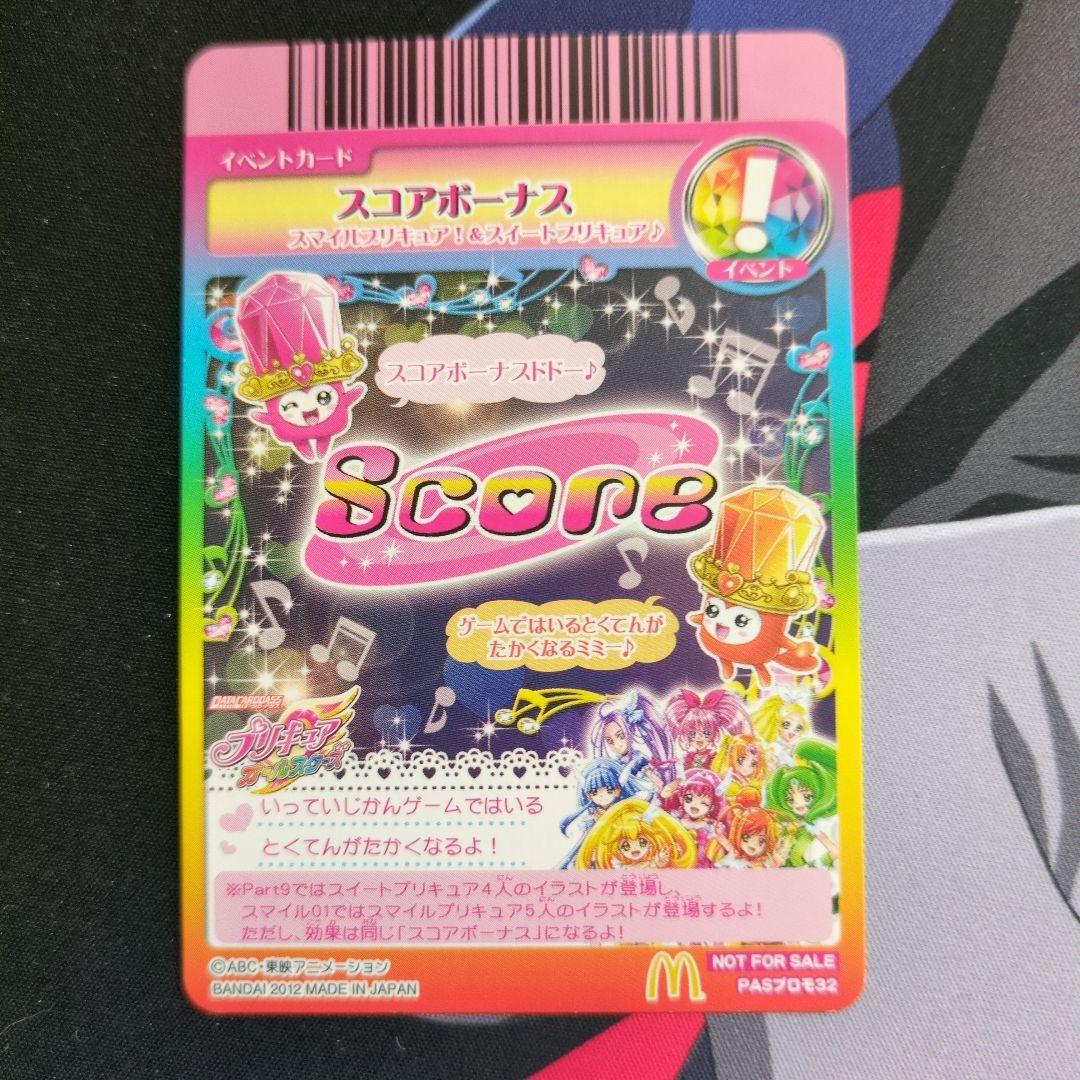 イベントカード
スコアボーナス
スマイルプリキュア!&スイートプリキュア♪
イベント
スコアボーナスドドー♪
Score
ゲームではいるとくてんが
たかくなるミミー♪
DATACARDDASS
プリキュア
オールスターズ
いっていじかんゲームではいる
とくてんがたかくなるよ!
※Part9ではスイートプリキュア4人のイラストが登場し、
スマイル01ではスマイルプリキュア5人のイラストが登場するよ!
ただし、効果は同じ「スコアボーナス」になるよ!
©ABC・東映アニメーション
BANDAI 2012 MADE IN JAPAN
NOT FOR SALE
PASプロモ32